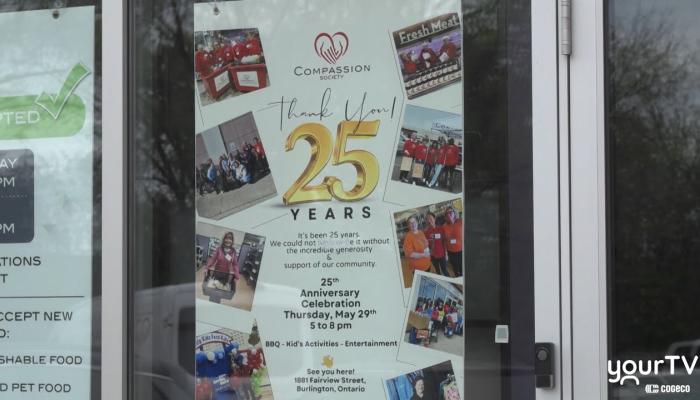 PTED
AY
PM
PM
ATIONS
T
CCEPT NEW
D:
SHABLE FOOD
D PET FOOD
Fresh Meat
COMPASSION
SOCIETY
Thank You!
25
YEARS
It's been 25 years.
We could not it without
the incredible generosity
&
support of our community.
25th
Anniversary
Celebration
Thursday, May 29th
5 to 8 pm
BBQ - Kid's Activities - Entertainment
See you here!
1881 Fairview Street,
Burlington, Ontario
yourTV
COGECO